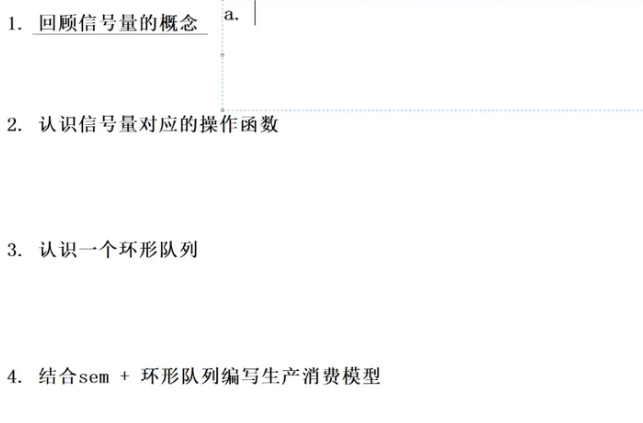 1. 回顾信号量的概念 a.
2. 认识信号量对应的操作函数
3. 认识一个环形队列
4. 结合sem + 环形队列编写生产消费模型